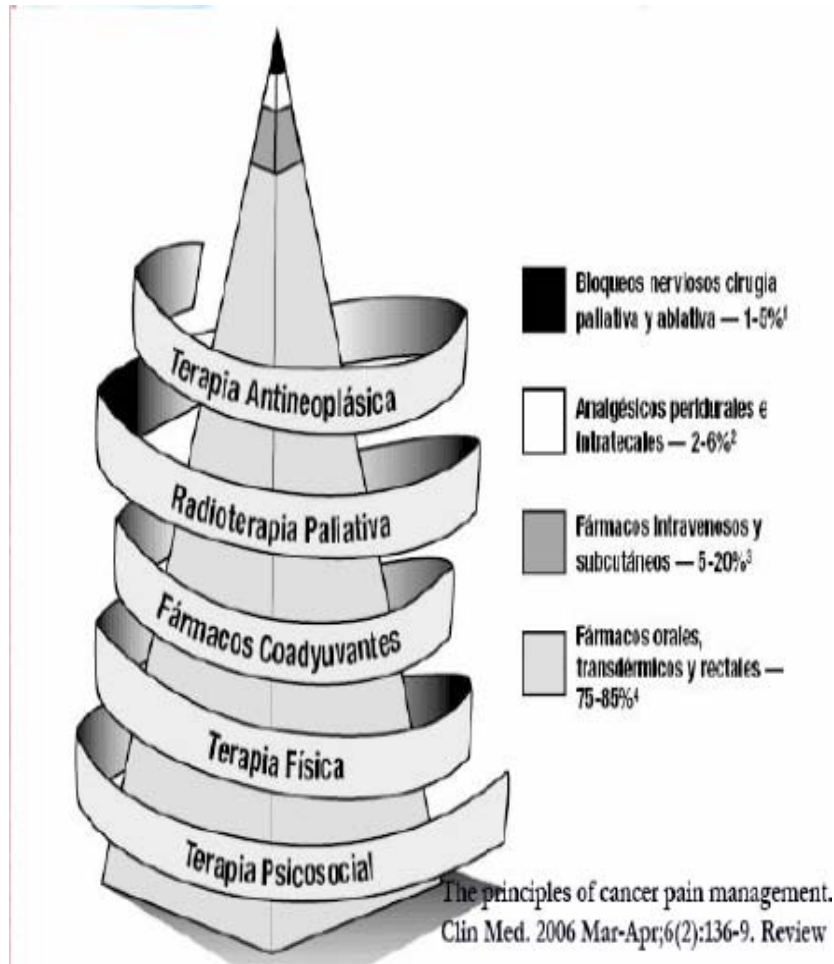 Terapia Antineoplásica
Radioterapia Paliativa
Fármacos Coadyuvantes
Terapia Física
Terapia Psicosocial
Bloqueos nerviosos cirugía
pallativa y ablativa — 1-5%¹
Analgésicos peridurales e
Intratecales — 2-6%²
Fármacos Intravenosos y
subcutáneos — 5-20%³
Fármacos orales,
transdérmicos y rectales —
75-85%⁴
The principles of cancer pain management.
Clin Med. 2006 Mar-Apr;6(2):136-9. Review